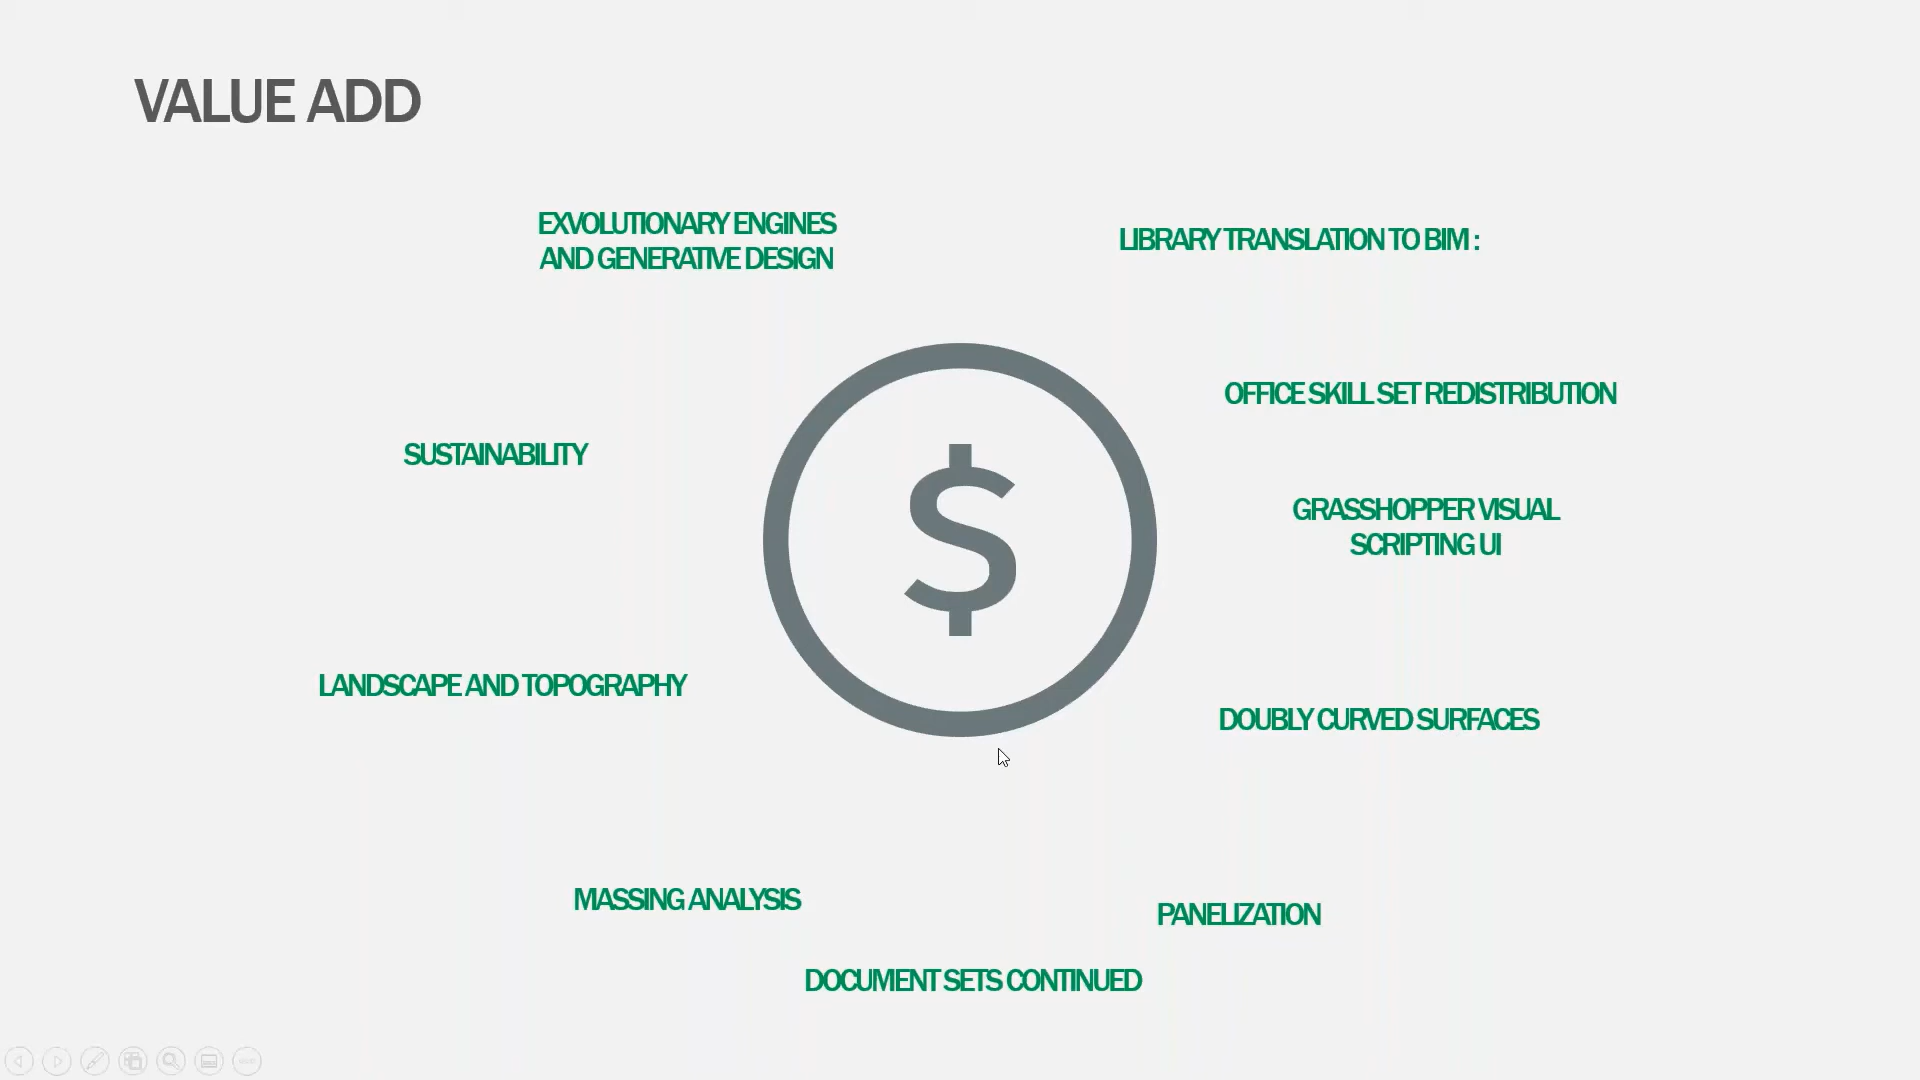 VALUE ADD
EXVOLUTIONARY ENGINES
AND GENERATIVE DESIGN
LIBRARY TRANSLATION TO BIM :
OFFICE SKILL SET REDISTRIBUTION
SUSTAINABILITY
$
GRASSHOPPER VISUAL
SCRIPTING UI
LANDSCAPE AND TOPOGRAPHY
DOUBLY CURVED SURFACES
MASSING ANALYSIS
PANELIZATION
DOCUMENT SETS CONTINUED